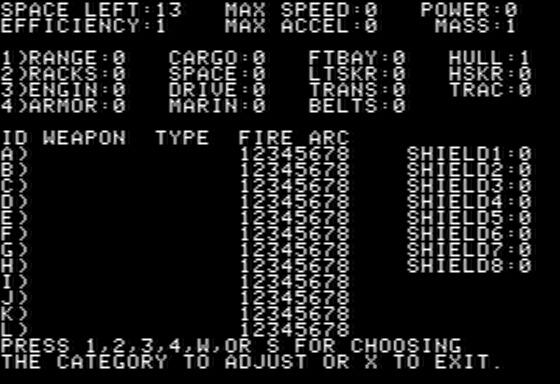 SPACE LEFT:13 MAX SPEED:0 POWER:0
EFFICIENCY:1 MAX ACCEL:0 MASS:1
1)RANGE:0 CARGO:0 FTBAY:0 HULL:1
2)RACKS:0 SPACE:0 LTSKR:0 HSKR:0
3)ENGIN:0 DRIVE:0 TRANS:0 TRAC:0
4)ARMOR:0 MARIN:0 BELTS:0
ID WEAPON TYPE FIRE ARC
A) 12345678 SHIELD1:0
B) 12345678 SHIELD2:0
C) 12345678 SHIELD3:0
D) 12345678 SHIELD4:0
E) 12345678 SHIELD5:0
F) 12345678 SHIELD6:0
G) 12345678 SHIELD7:0
H) 12345678 SHIELD8:0
I) 12345678
J) 12345678
K) 12345678
L) 12345678
PRESS 1,2,3,4,W,OR S FOR CHOOSING
THE CATEGORY TO ADJUST OR X TO EXIT.